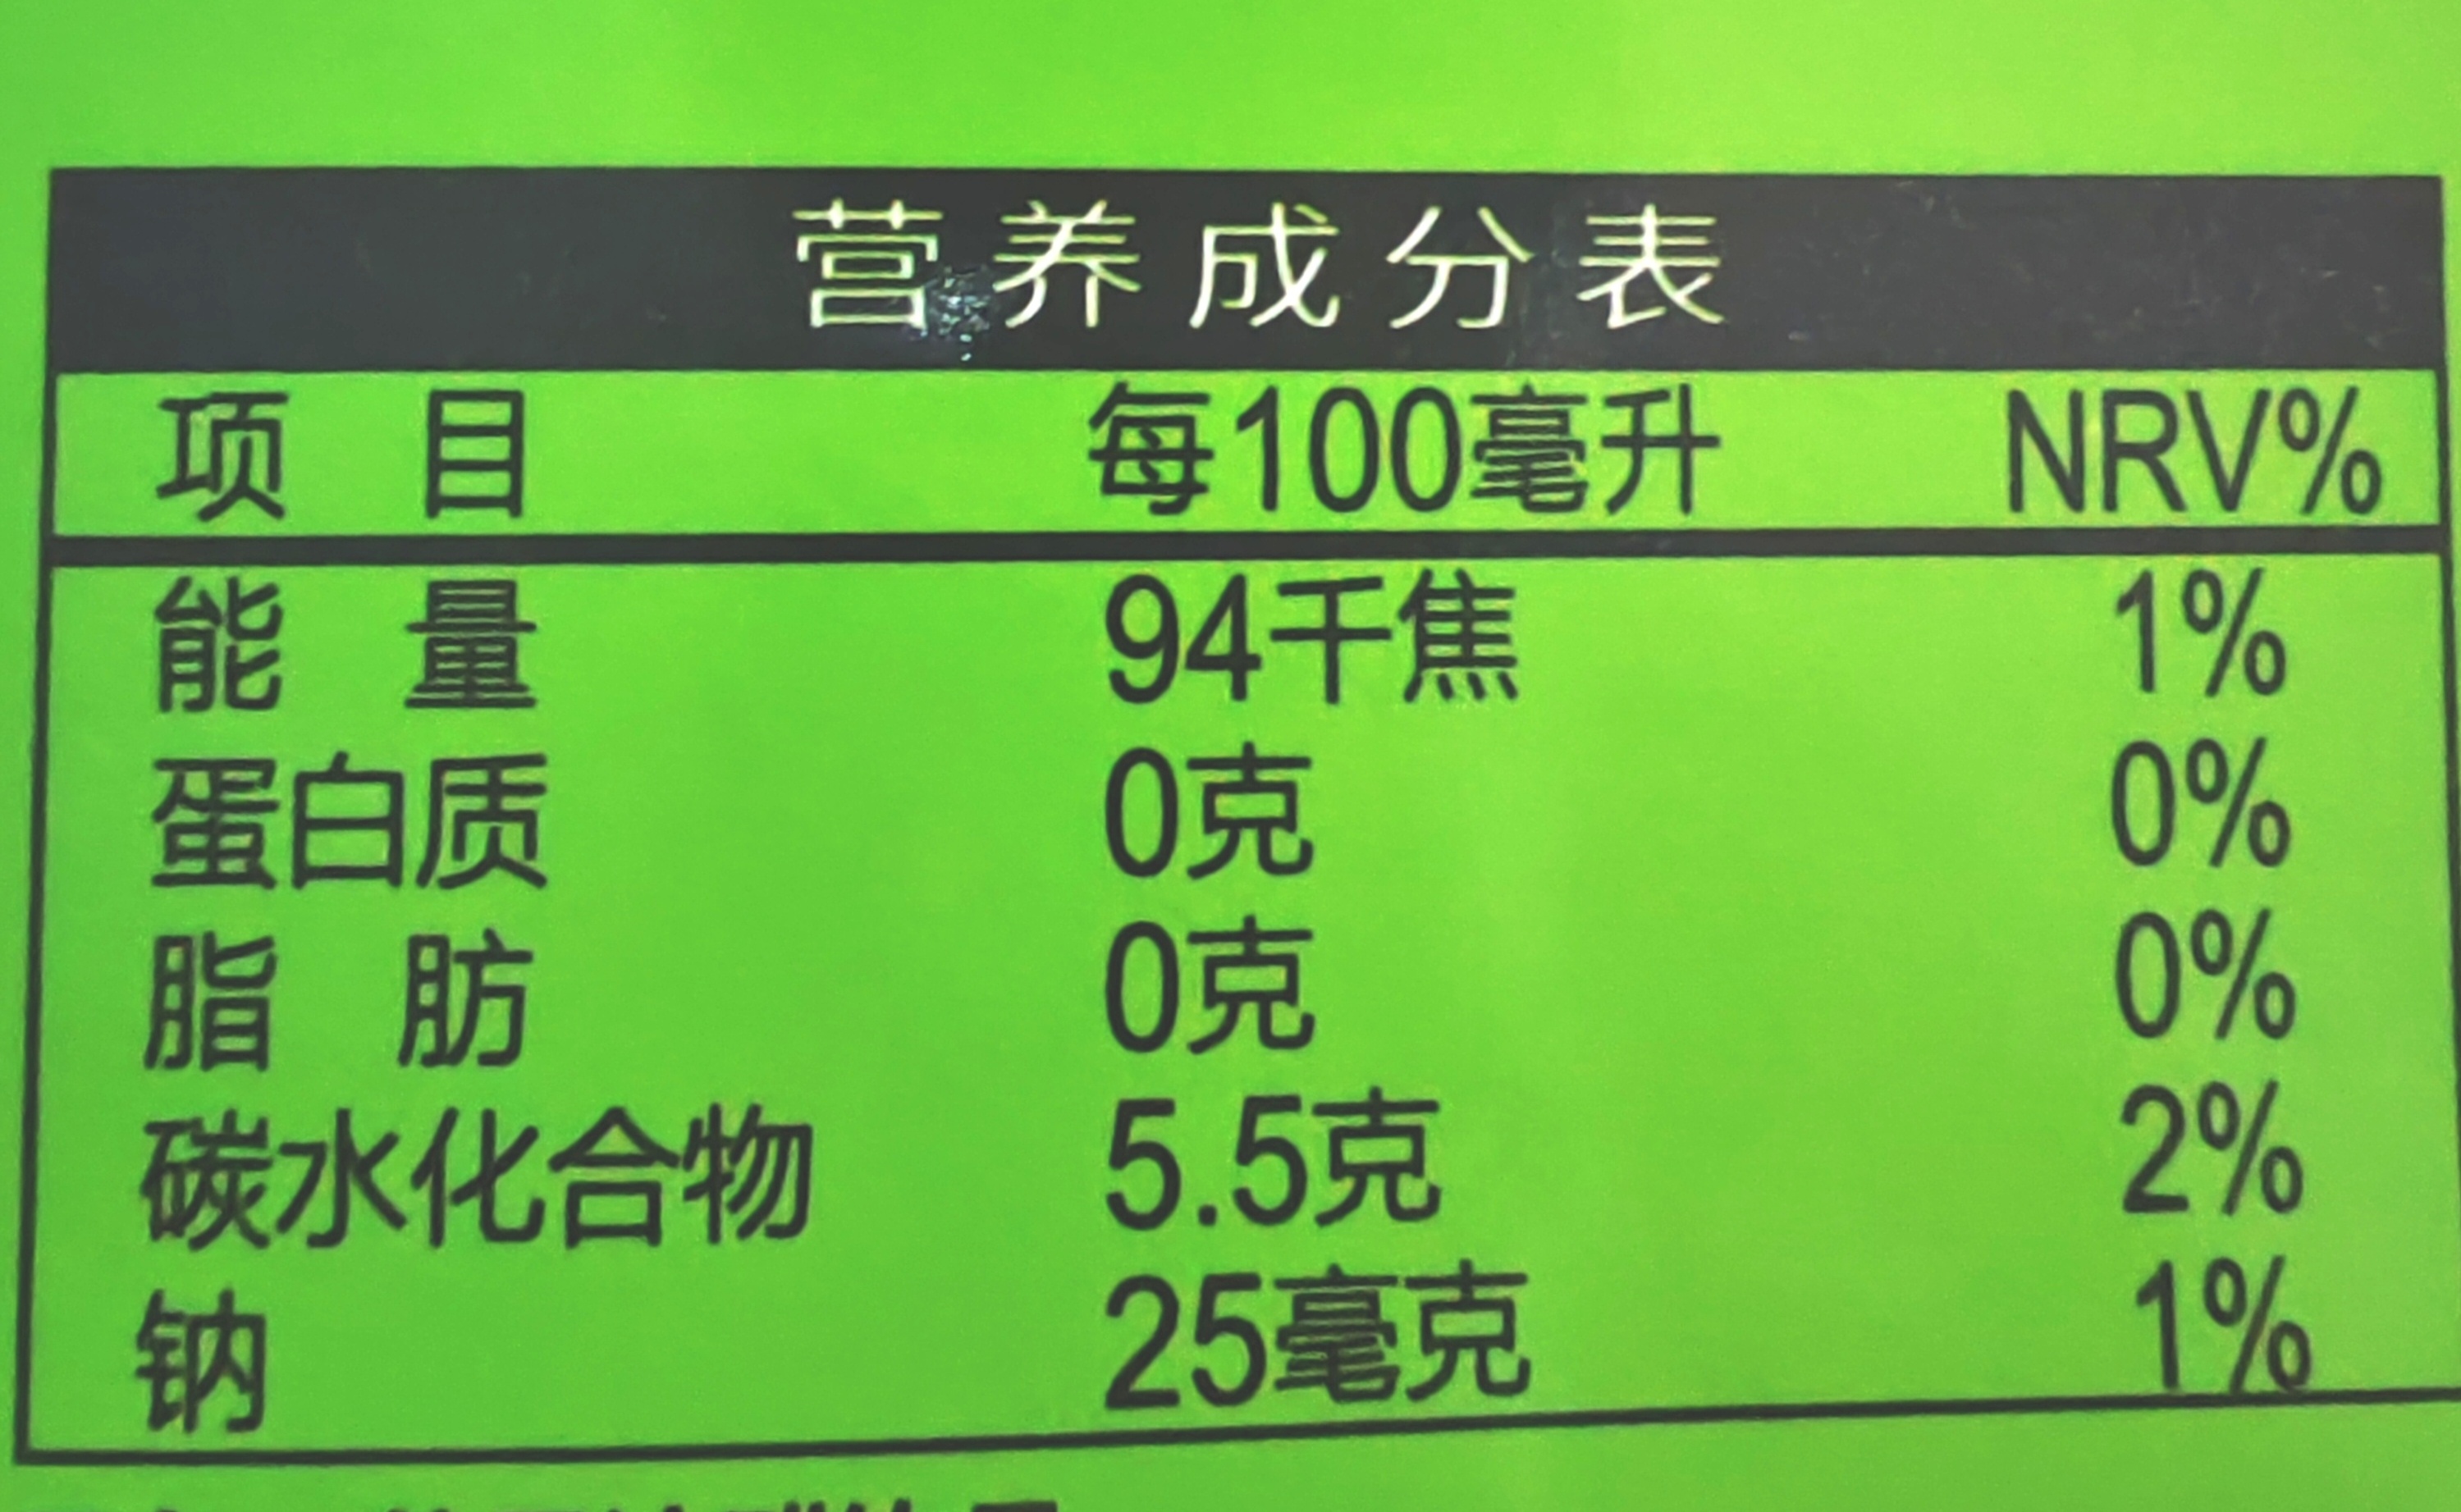 营养成分表
项 目 每100毫升 NRV%
能 量 94千焦 1%
蛋白质 0克 0%
脂 肪 0克 0%
碳水化合物 5.5克 2%
钠 25毫克 1%